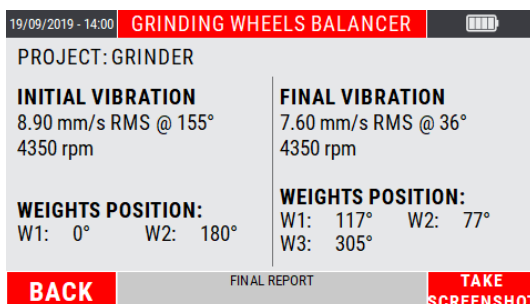 19/09/2019 - 14:00 GRINDING WHEELS BALANCER
PROJECT: GRINDER
INITIAL VIBRATION
8.90 mm/s RMS @ 155°
4350 rpm
WEIGHTS POSITION:
W1: 0° W2: 180°
FINAL VIBRATION
7.60 mm/s RMS @ 36°
4350 rpm
WEIGHTS POSITION:
W1: 117° W2: 77°
W3: 305°
BACK
FINAL REPORT
TAKE
SCREENSHOT